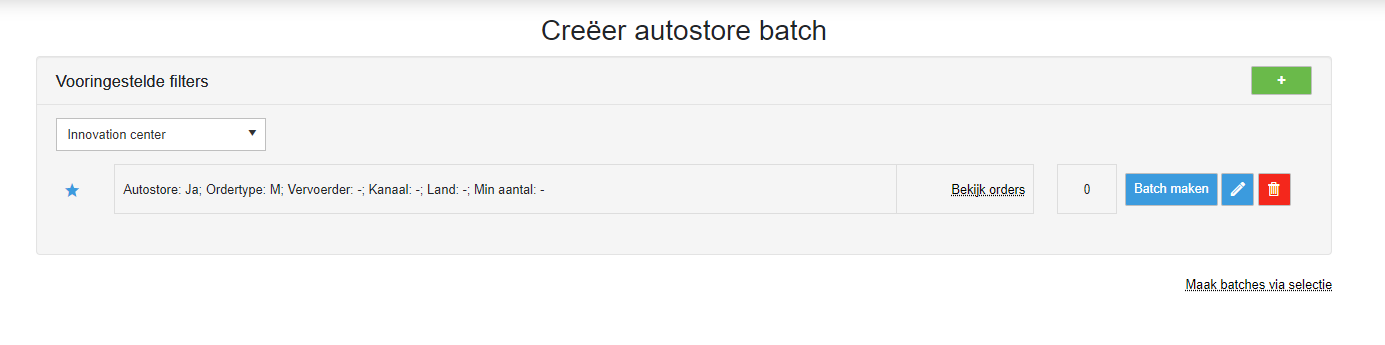 Creëer autostore batch
Vooringestelde filters
+
Innovation center
Autostore: Ja; Ordertype: M; Vervoerder: -; Kanaal: -; Land: -; Min aantal: -
Bekijk orders
0
Batch maken
Maak batches via selectie